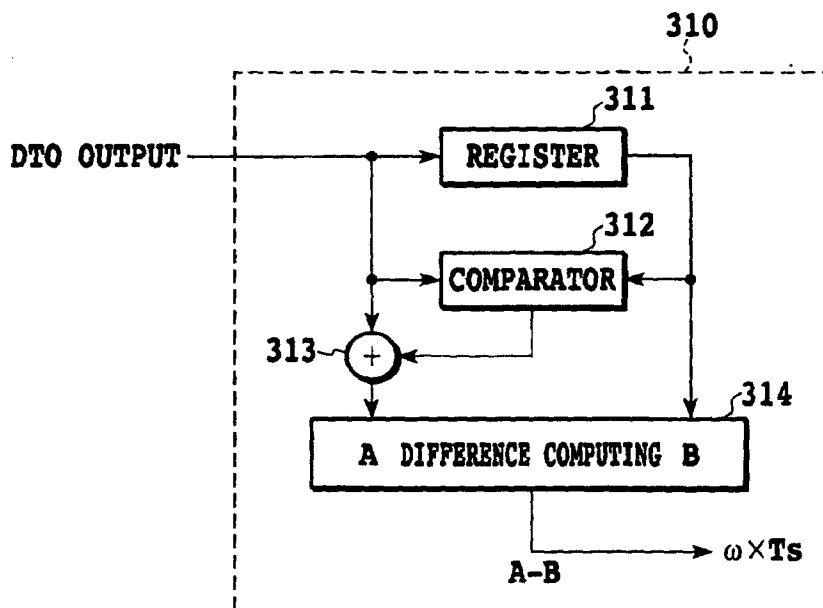 310
311
DTO OUTPUT
REGISTER
312
COMPARATOR
313
+
314
A DIFFERENCE COMPUTING B
A-B
ω×Ts